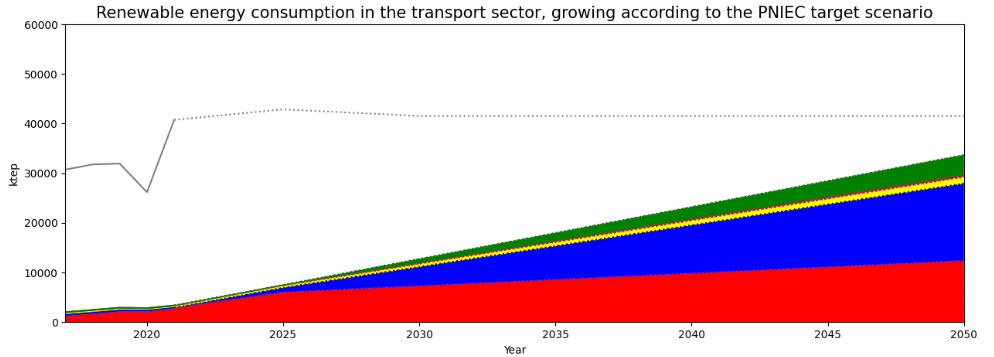 Renewable energy consumption in the transport sector, growing according to the PNIEC target scenario
60000
50000
40000
30000
20000
10000
0
ktep
2020 2025 2030 2035 2040 2045 2050
Year